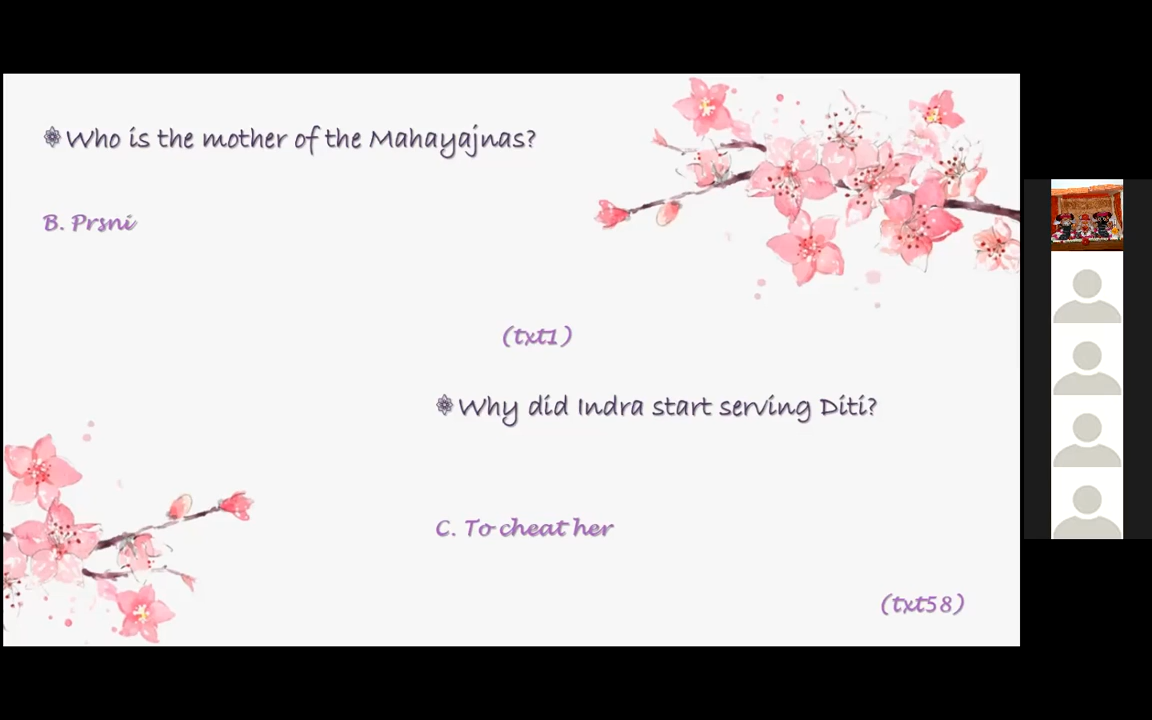 Who is the mother of the Mahayajnas?
B. Prsni
(txt1)
Why did Indra start serving Diti?
C. To cheat her
(txt58)